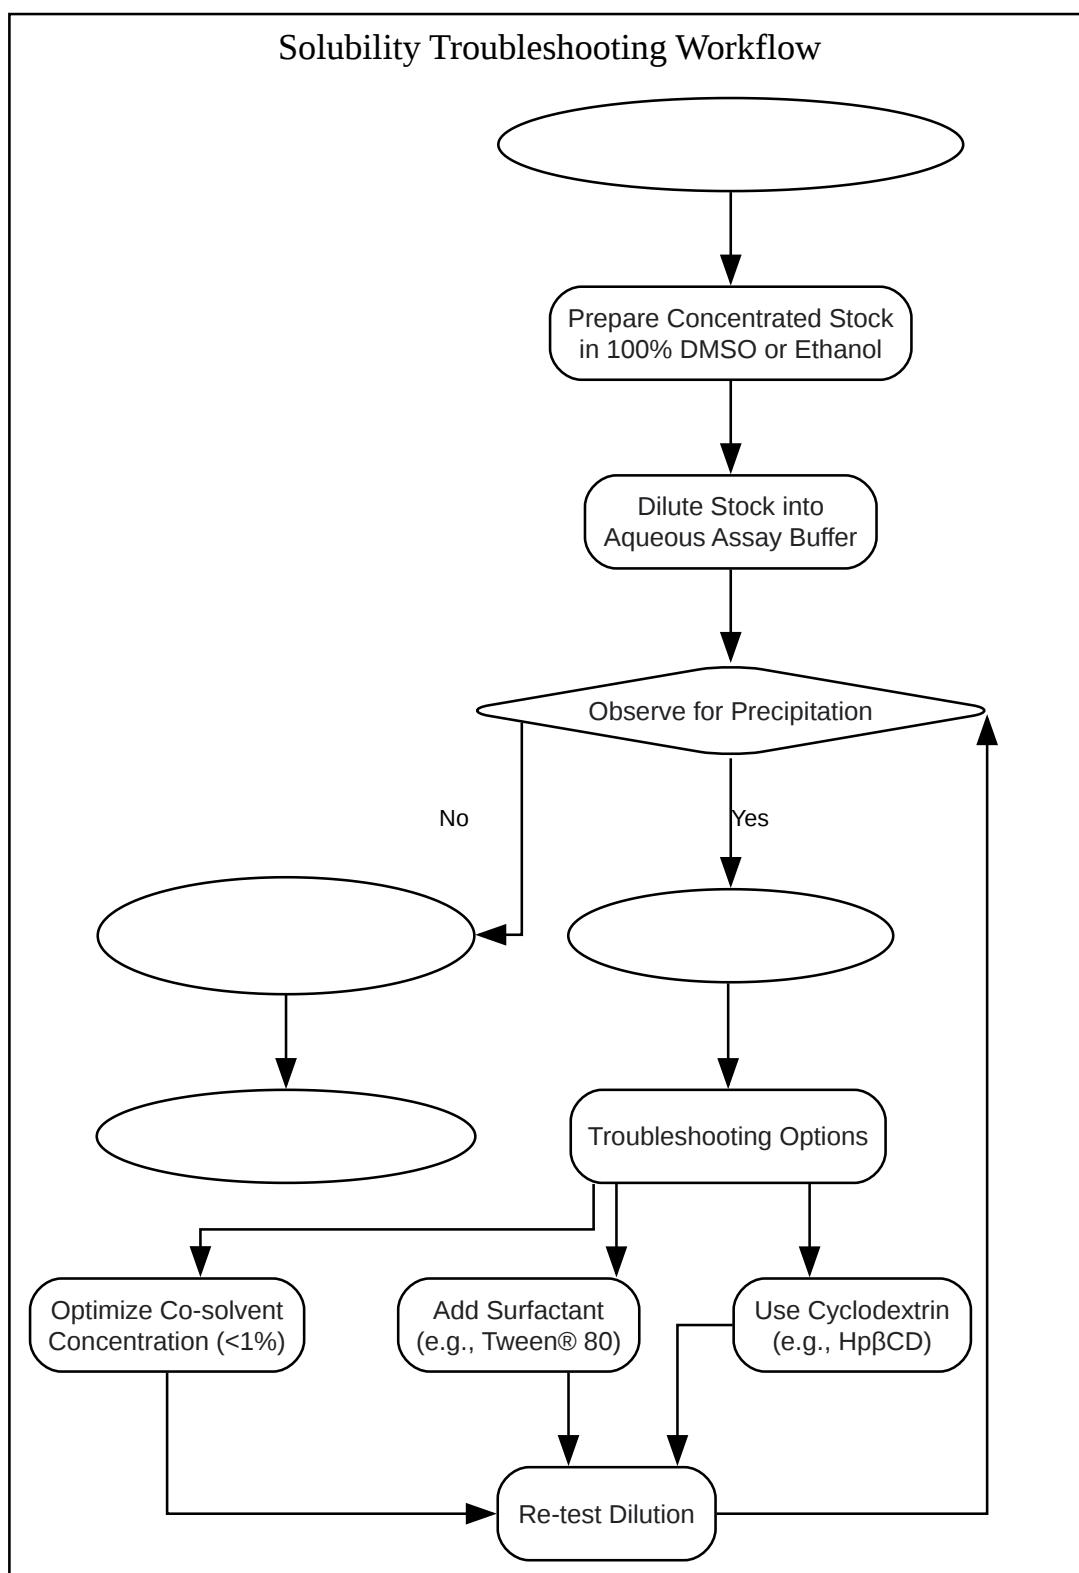 Solubility Troubleshooting Workflow
Prepare Concentrated Stock
in 100% DMSO or Ethanol
Dilute Stock into
Aqueous Assay Buffer
Observe for Precipitation
No
Yes
Troubleshooting Options
Optimize Co-solvent
Concentration (<1%)
Add Surfactant
(e.g., Tween® 80)
Use Cyclodextrin
(e.g., HpβCD)
Re-test Dilution